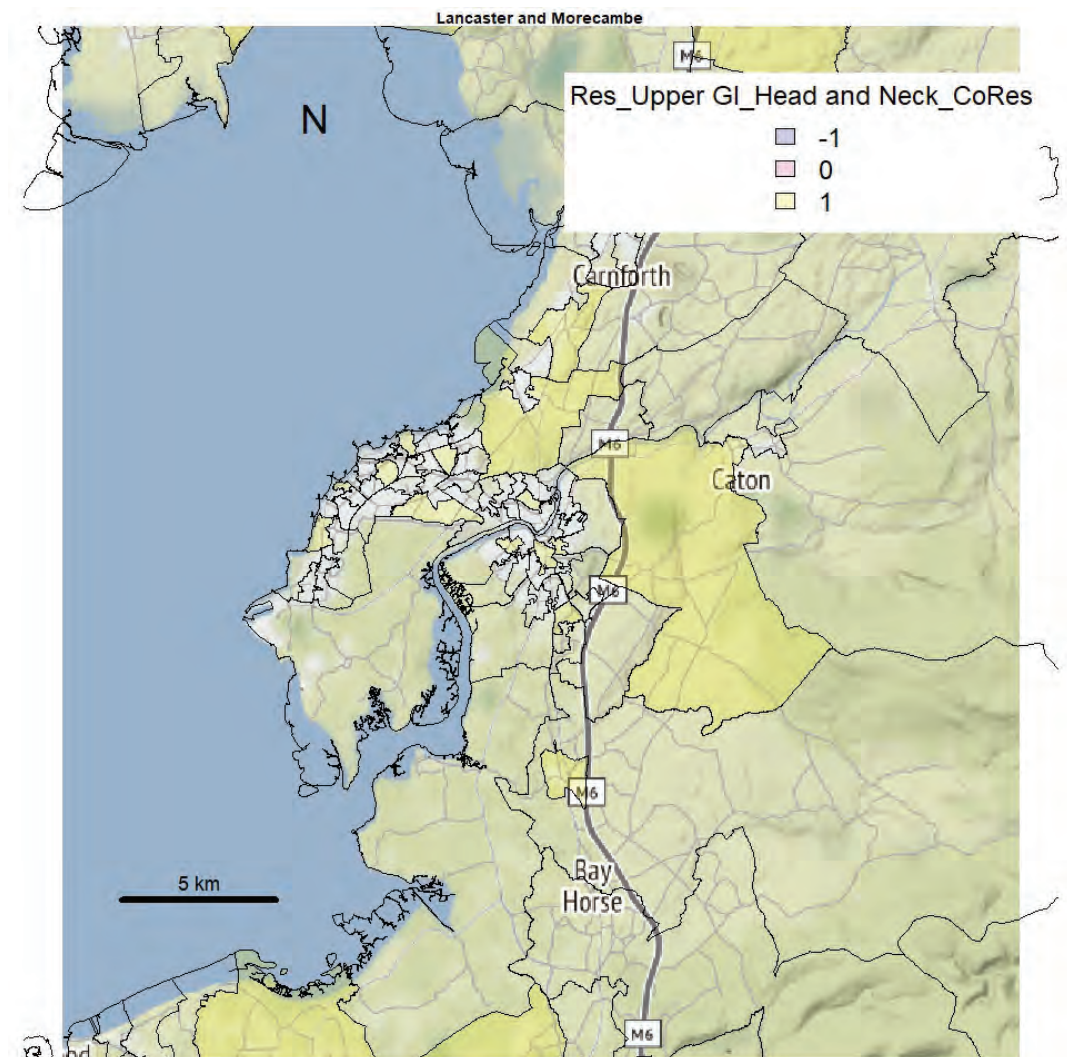 Lancaster and Morecambe
M6
N
Res_Upper GI_Head and Neck_CoRes
-1
0
1
Carnforth
M6
Caton
M6
M6
5 km
Bay
Horse
M6